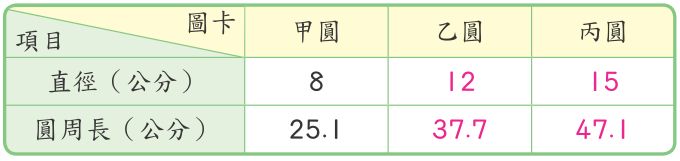 圖卡
項目
甲圓 乙圓 丙圓
直徑（公分） 8 12 15
圓周長（公分） 25.1 37.7 47.1